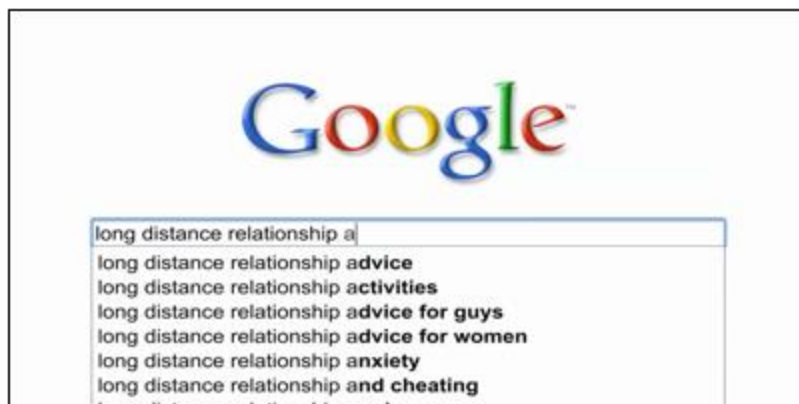 Google™
long distance relationship a
long distance relationship advice
long distance relationship activities
long distance relationship advice for guys
long distance relationship advice for women
long distance relationship anxiety
long distance relationship and cheating